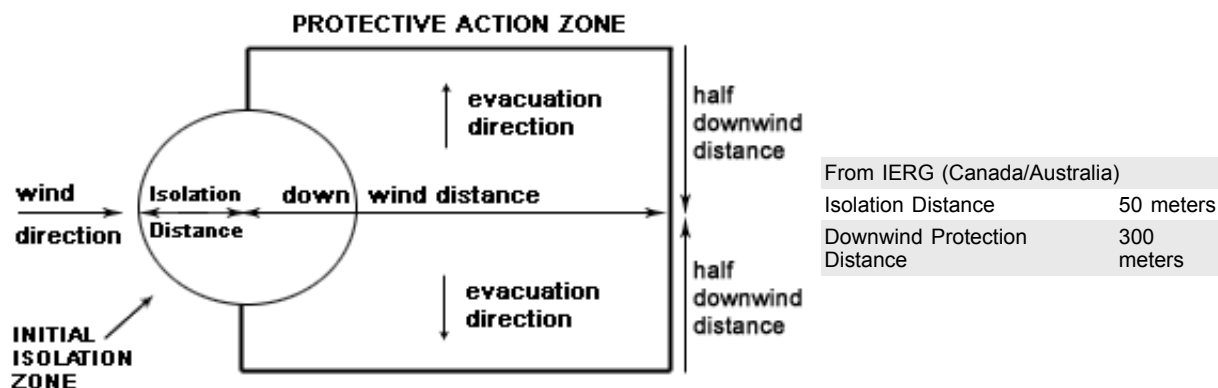 PROTECTIVE ACTION ZONE
evacuation
direction
half
downwind
distance
wind
direction
Isolation
Distance
down wind distance
evacuation
direction
half
downwind
distance
INITIAL
ISOLATION
ZONE
From IERG (Canada/Australia)
Isolation Distance 50 meters
Downwind Protection 300
Distance meters